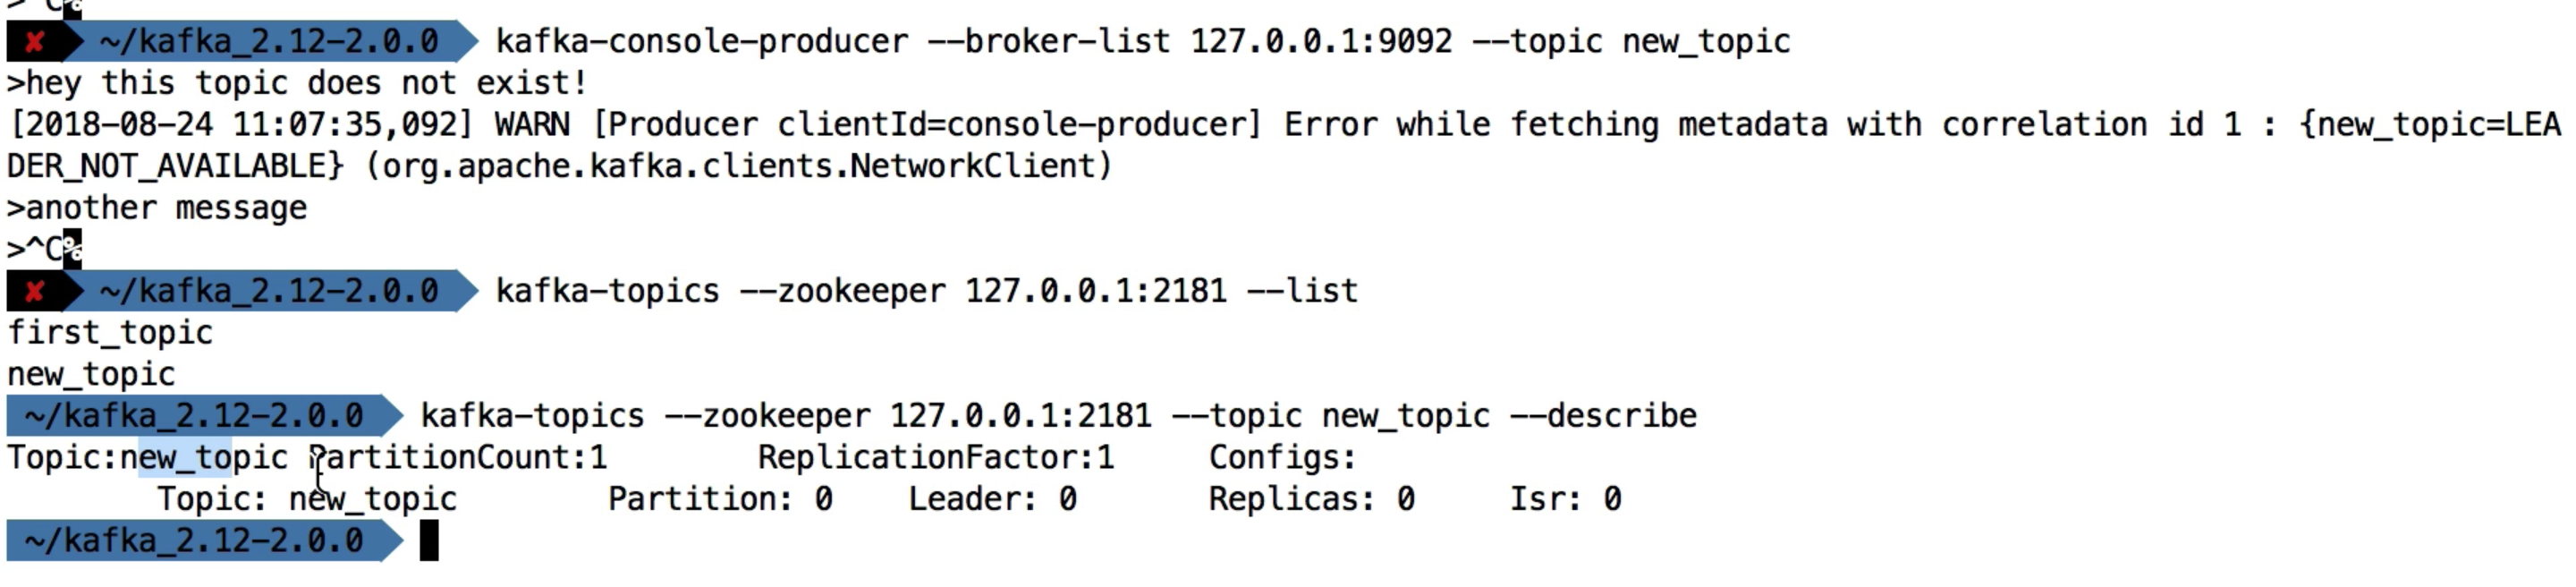 >^C%
✘ ~/kafka_2.12-2.0.0 kafka-console-producer --broker-list 127.0.0.1:9092 --topic new_topic
>hey this topic does not exist!
[2018-08-24 11:07:35,092] WARN [Producer clientId=console-producer] Error while fetching metadata with correlation id 1 : {new_topic=LEA
DER_NOT_AVAILABLE} (org.apache.kafka.clients.NetworkClient)
>another message
>^C%
✘ ~/kafka_2.12-2.0.0 kafka-topics --zookeeper 127.0.0.1:2181 --list
first_topic
new_topic
~/kafka_2.12-2.0.0 kafka-topics --zookeeper 127.0.0.1:2181 --topic new_topic --describe
Topic:new_topic PartitionCount:1 ReplicationFactor:1 Configs:
Topic: new_topic Partition: 0 Leader: 0 Replicas: 0 Isr: 0
~/kafka_2.12-2.0.0